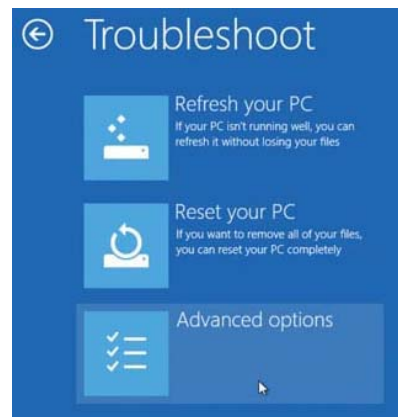 Troubleshoot
Refresh your PC
If your PC isn't running well, you can
refresh it without losing your files
Reset your PC
If you want to remove all of your files,
you can reset your PC completely
Advanced options